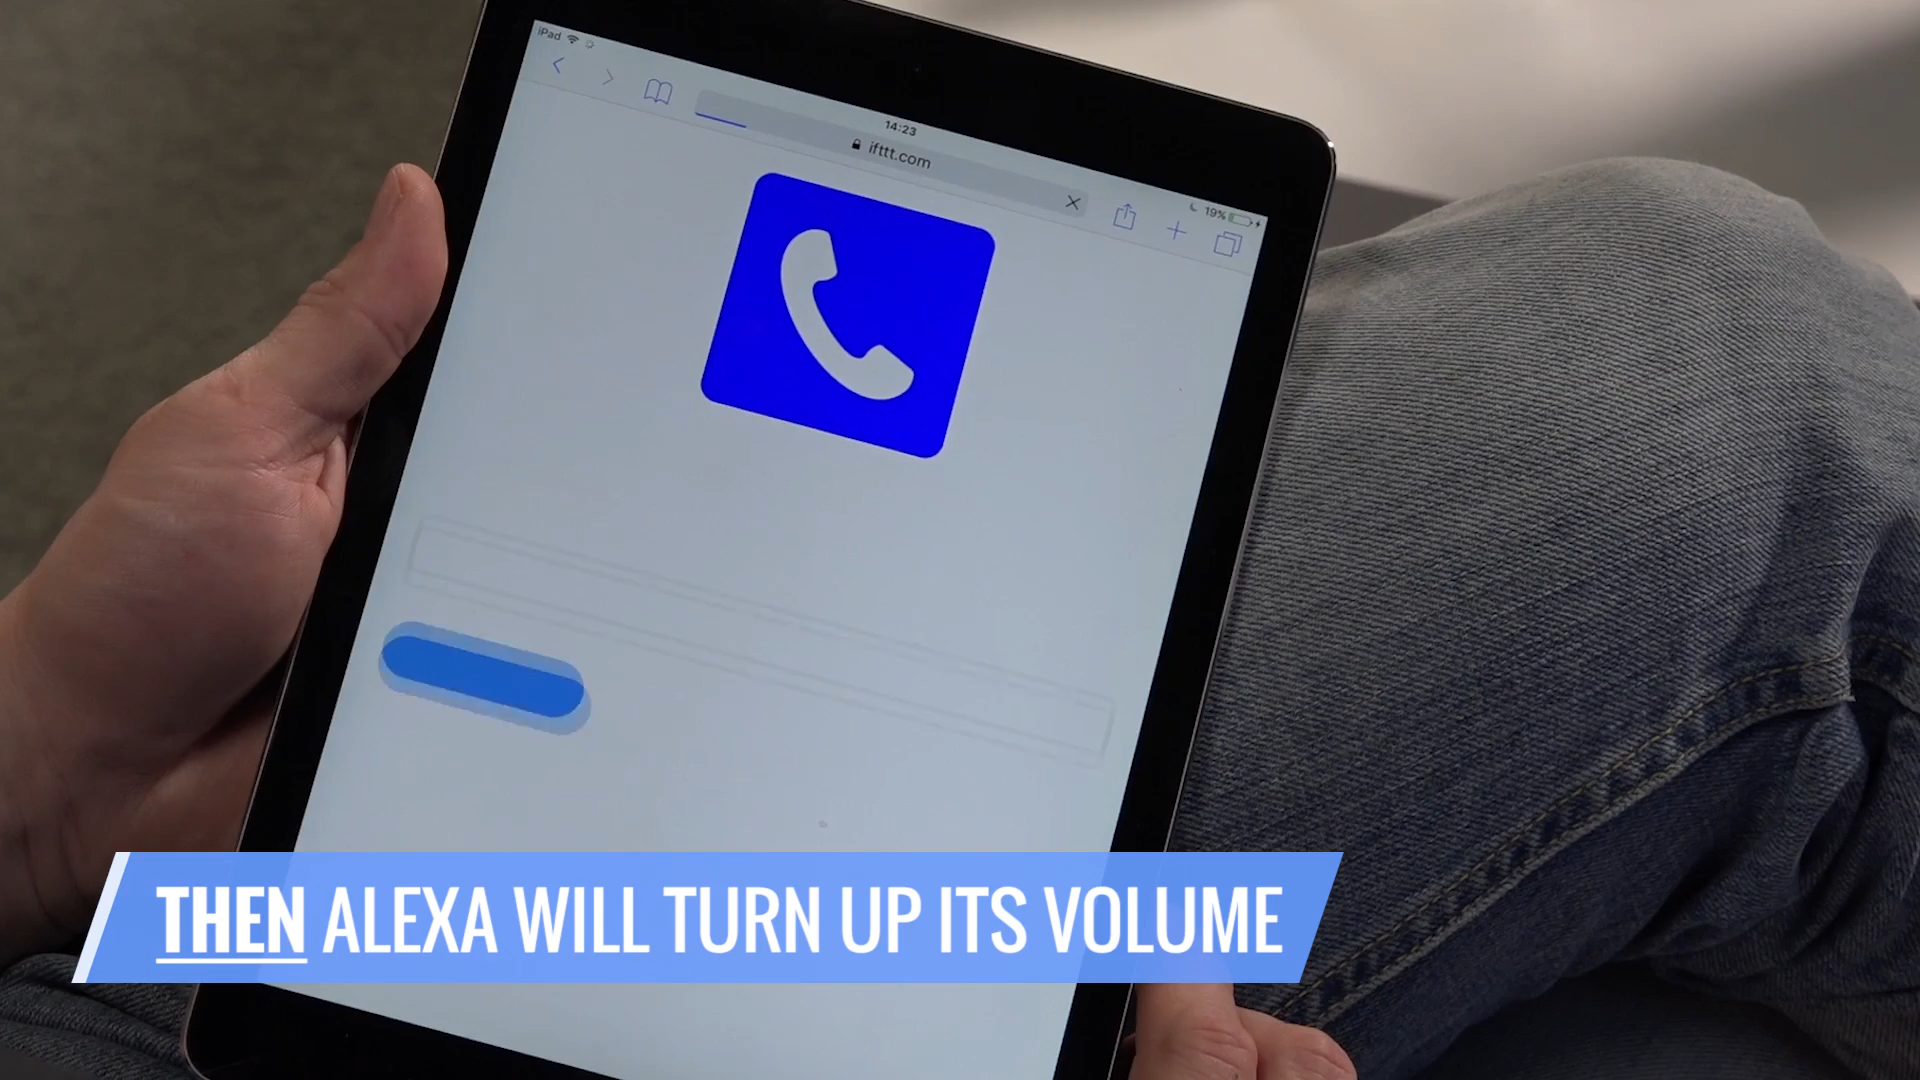 iPad
14:23
ifttt.com
19%
THEN ALEXA WILL TURN UP ITS VOLUME